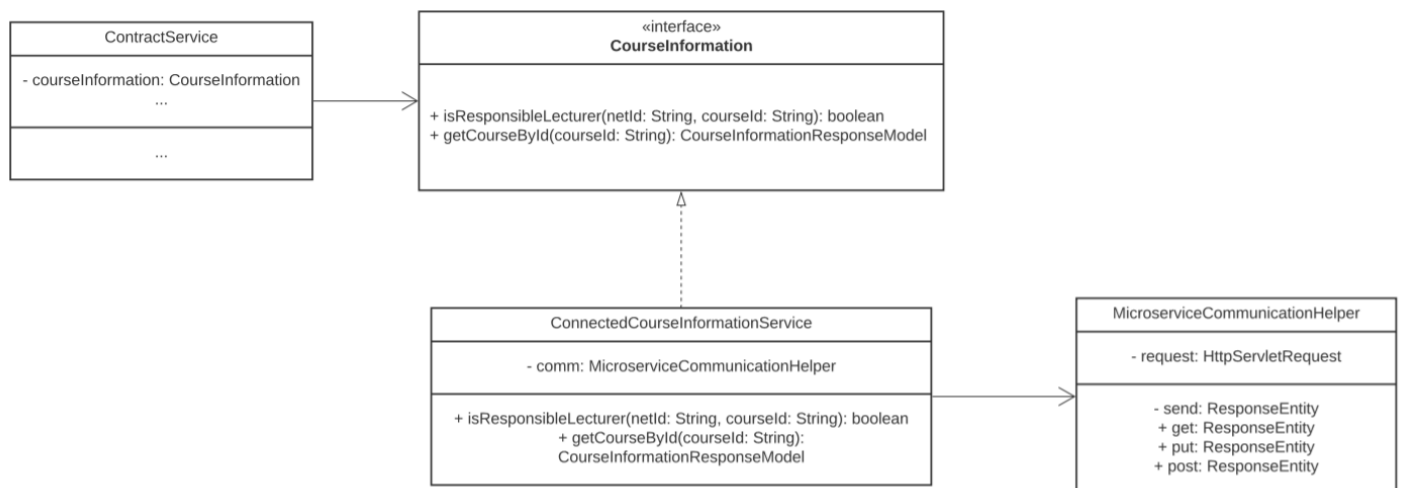 ContractService
- courseInformation: CourseInformation
...
...
«interface»
CourseInformation
+ isResponsibleLecturer(netId: String, courseId: String): boolean
+ getCourseById(courseId: String): CourseInformationResponseModel
ConnectedCourseInformationService
- comm: MicroserviceCommunicationHelper
+ isResponsibleLecturer(netId: String, courseId: String): boolean
+ getCourseById(courseId: String):
CourseInformationResponseModel
MicroserviceCommunicationHelper
- request: HttpServletRequest
- send: ResponseEntity
+ get: ResponseEntity
+ put: ResponseEntity
+ post: ResponseEntity